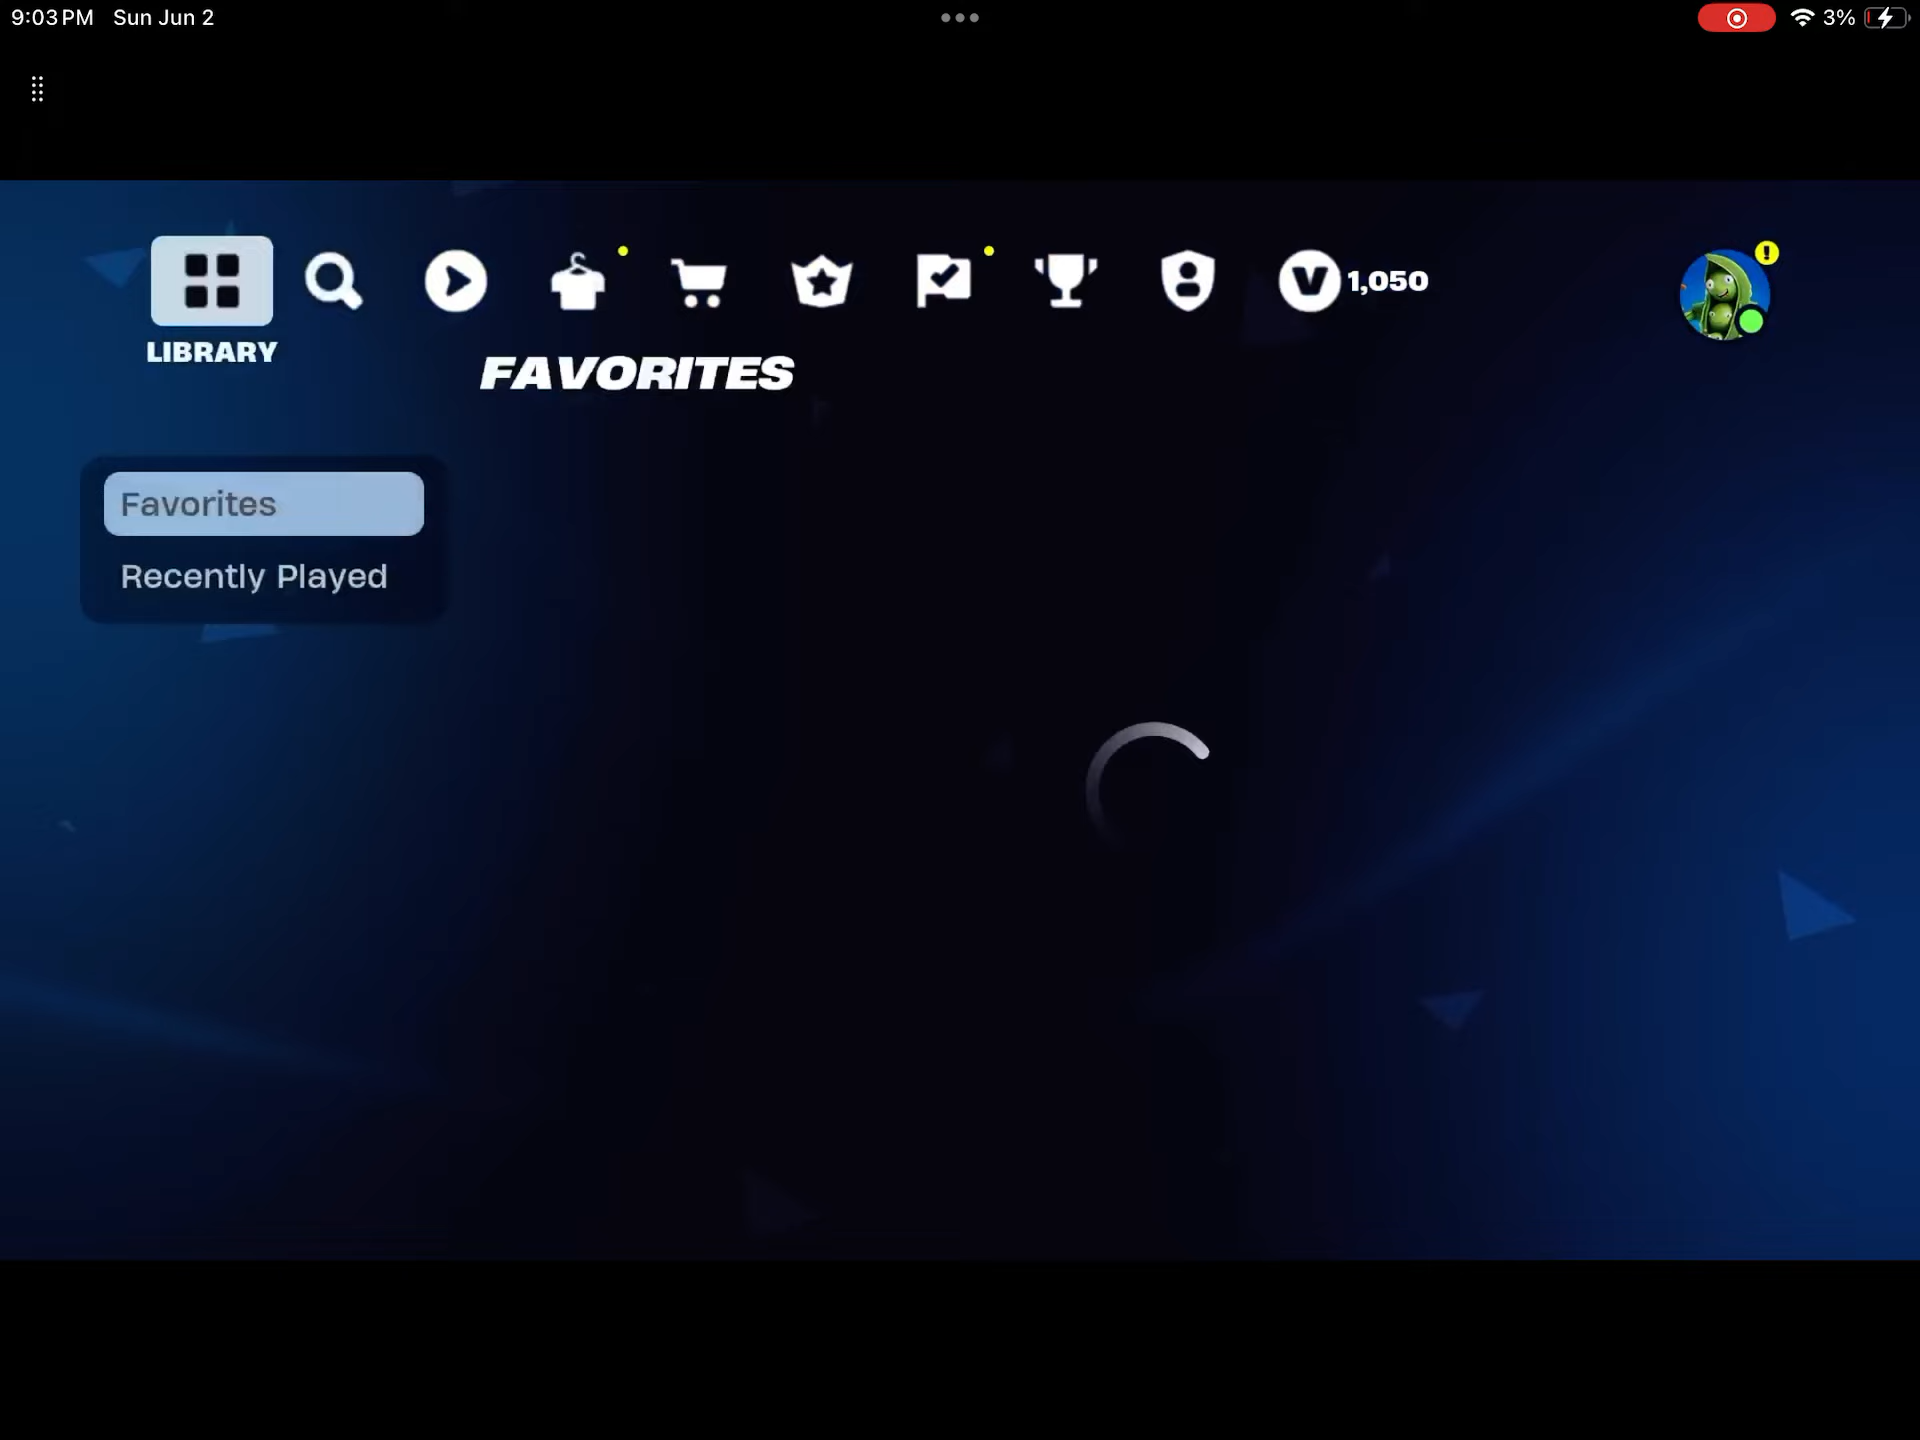 9:03 PM Sun Jun 2
3%
V 1,050
LIBRARY
FAVORITES
Favorites
Recently Played